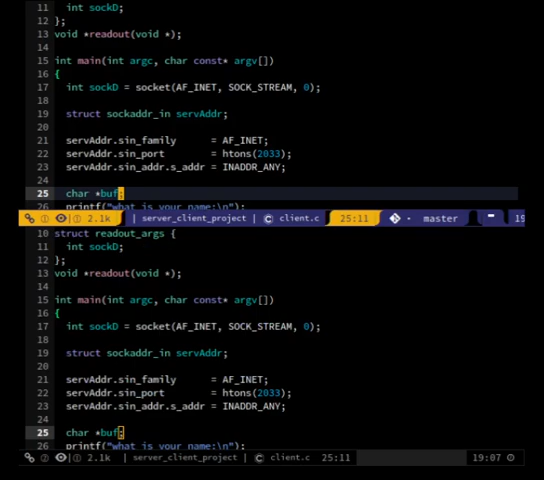 11 int sockD;
12 };
13 void *readout(void *);
14
15 int main(int argc, char const* argv[])
16 {
17 int sockD = socket(AF_INET, SOCK_STREAM, 0);
18
19 struct sockaddr_in servAddr;
20
21 servAddr.sin_family = AF_INET;
22 servAddr.sin_port = htons(2033);
23 servAddr.sin_addr.s_addr = INADDR_ANY;
24
25 char *buf;
26 printf("what is your name:\n");
① 2.1k | server_client_project | C client.c 25:11 master
10 struct readout_args {
11 int sockD;
12 };
13 void *readout(void *);
14
15 int main(int argc, char const* argv[])
16 {
17 int sockD = socket(AF_INET, SOCK_STREAM, 0);
18
19 struct sockaddr_in servAddr;
20
21 servAddr.sin_family = AF_INET;
22 servAddr.sin_port = htons(2033);
23 servAddr.sin_addr.s_addr = INADDR_ANY;
24
25 char *buf;
26 printf("what is your name:\n");
② ① 2.1k | server_client_project | C client.c 25:11 19:07